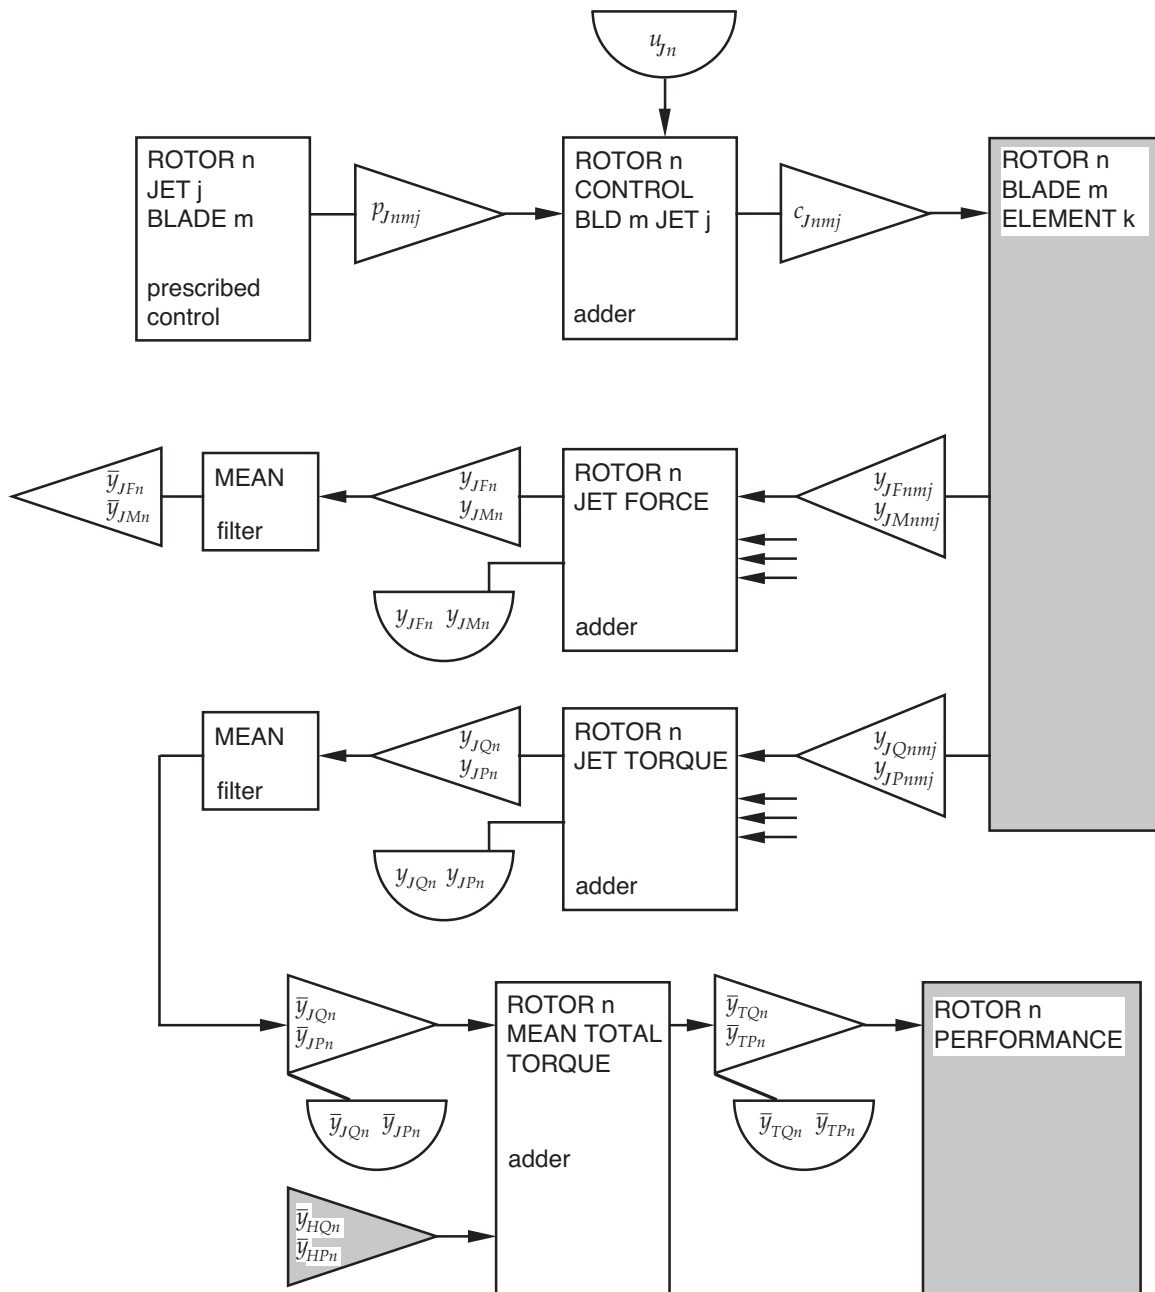 u_Jn
ROTOR n
JET j
BLADE m
prescribed
control
p_Jnmj
ROTOR n
CONTROL
BLD m JET j
adder
c_Jnmj
ROTOR n
BLADE m
ELEMENT k
ȳ_JFn
ȳ_JMn
MEAN
filter
y_JFn
y_JMn
ROTOR n
JET FORCE
adder
y_JFnmj
y_JMnmj
y_JFn y_JMn
MEAN
filter
y_JQn
y_JPn
ROTOR n
JET TORQUE
adder
y_JQnmj
y_JPnmj
y_JQn y_JPn
ȳ_JQn
ȳ_JPn
ROTOR n
MEAN TOTAL
TORQUE
adder
ȳ_TQn
ȳ_TPn
ROTOR n
PERFORMANCE
ȳ_JQn ȳ_JPn
ȳ_TQn ȳ_TPn
ȳ_HQn
ȳ_HPn